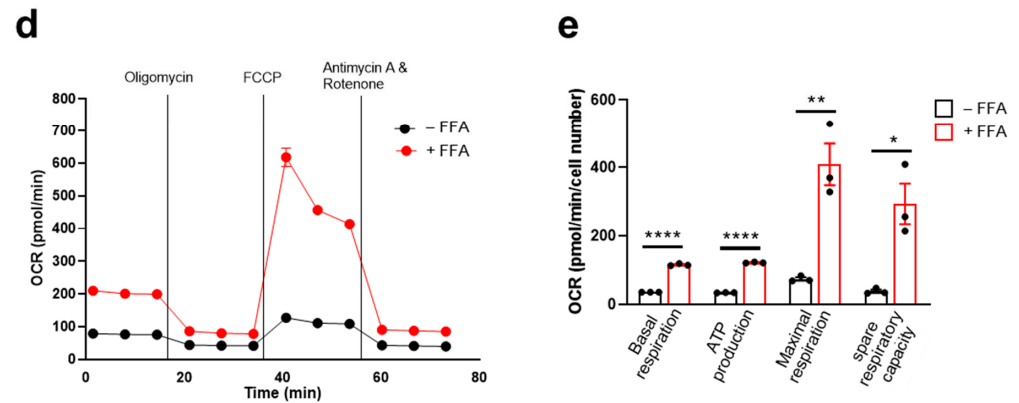 d
Oligomycin
FCCP
Antimycin A &
Rotenone
800
700
600
500
400
300
200
100
0
OCR (pmol/min)
0
20
40
60
80
Time (min)
– FFA
+ FFA
e
OCR (pmol/min/cell number)
600
400
200
0
****
****
**
*
– FFA
+ FFA
Basal
respiration
ATP
production
Maximal
respiration
spare
respiratory
capacity